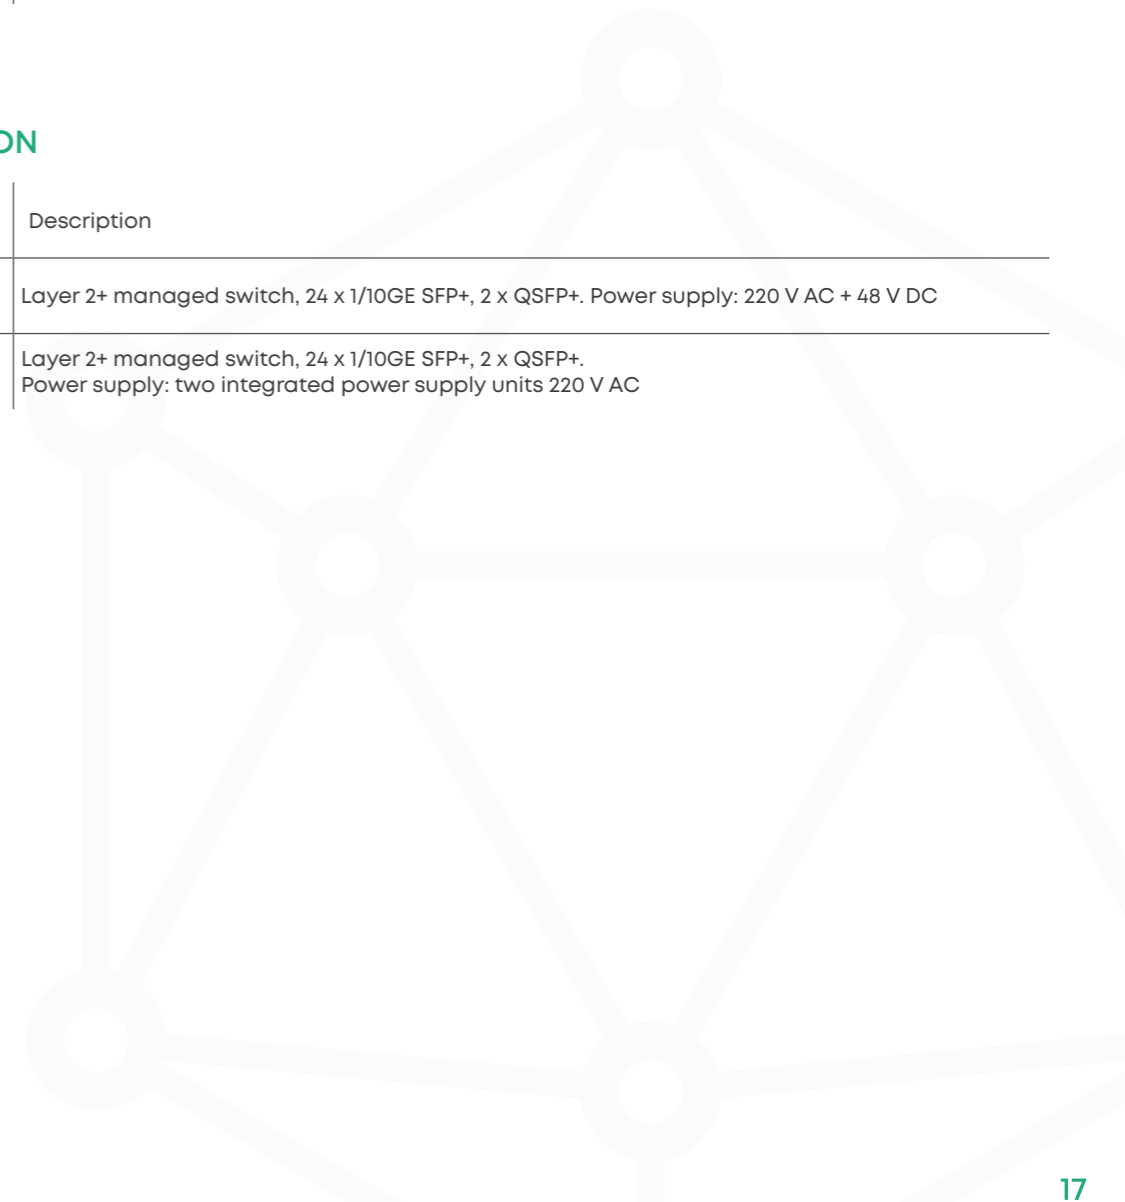 ON
Description
Layer 2+ managed switch, 24 x 1/10GE SFP+, 2 x QSFP+. Power supply: 220 V AC + 48 V DC
Layer 2+ managed switch, 24 x 1/10GE SFP+, 2 x QSFP+.
Power supply: two integrated power supply units 220 V AC
17